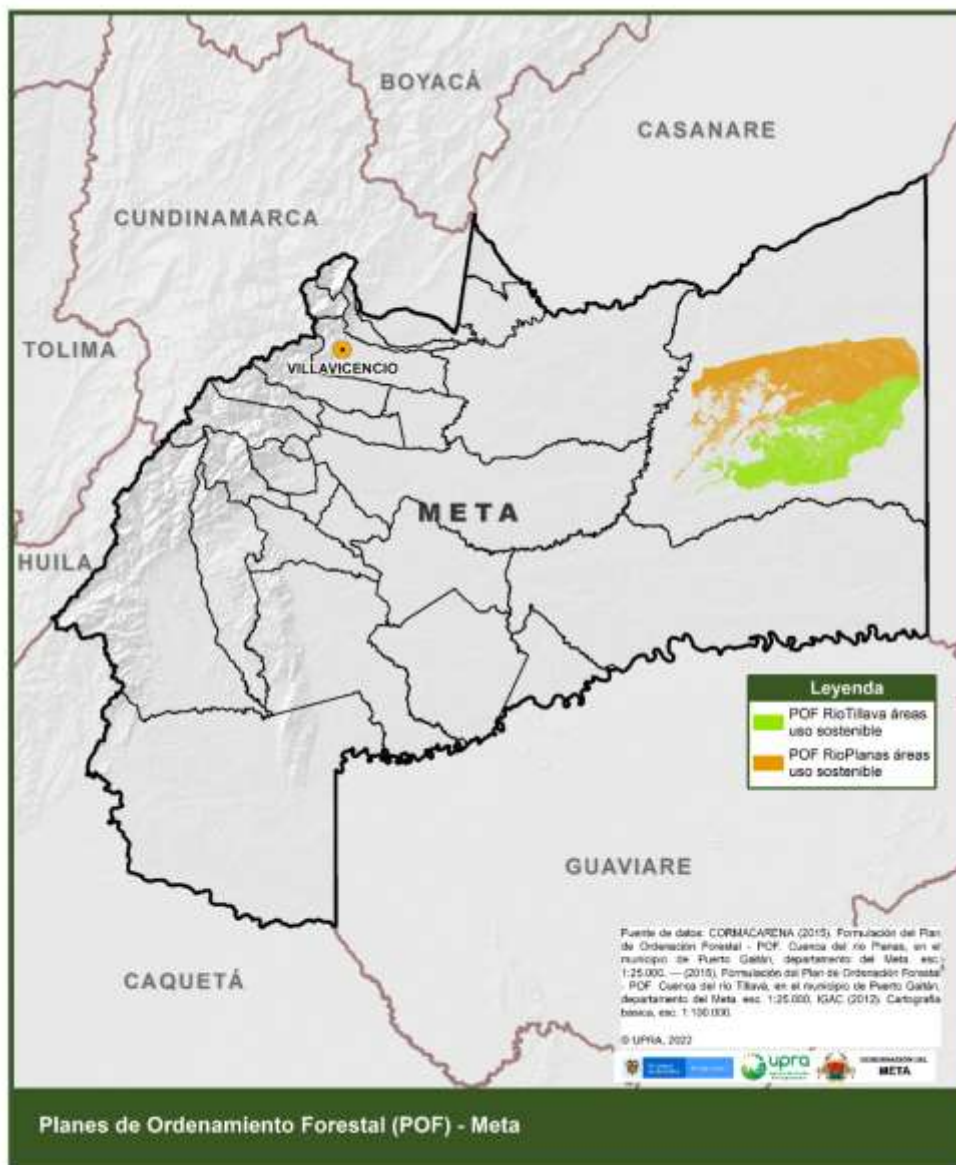 BOYACÁ
CASANARE
CUNDINAMARCA
TOLIMA
VILLAVICENCIO
META
HUILA
Leyenda
POF RioTillava áreas
uso sostenible
POF RioPlanas áreas
uso sostenible
GUAVIARE
CAQUETÁ
Fuente de datos: CORMACARENA (2015). Formulación del Plan
de Ordenación Forestal - POF. Cuenca del río Planas, en el
municipio de Puerto Gaitán, departamento del Meta. esc.
1:25.000. — (2015). Formulación del Plan de Ordenación Forestal
- POF. Cuenca del río Tillavá, en el municipio de Puerto Gaitán,
departamento del Meta. esc. 1:25.000. IGAC (2012). Cartografía
básica, esc. 1:100.000.
© UPRA, 2022
upra
GOBERNACIÓN DEL
META
Planes de Ordenamiento Forestal (POF) - Meta